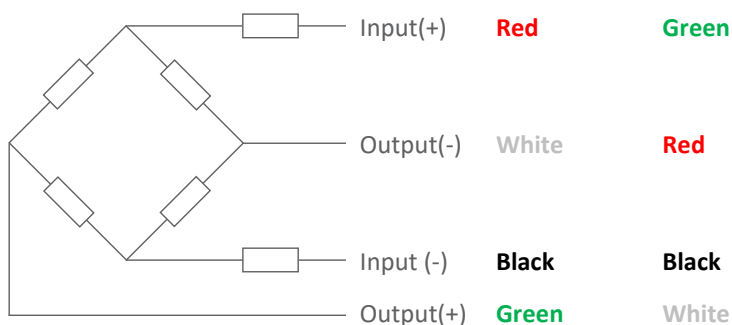 Input(+) Red Green
Output(-) White Red
Input (-) Black Black
Output(+) Green White